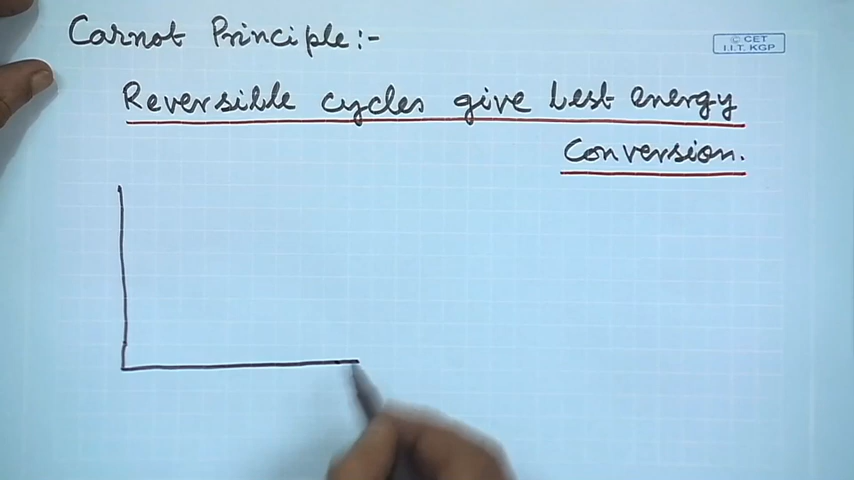 Carnot Principle:-
© CET
I.I.T. KGP
Reversible cycles give best energy
Conversion.